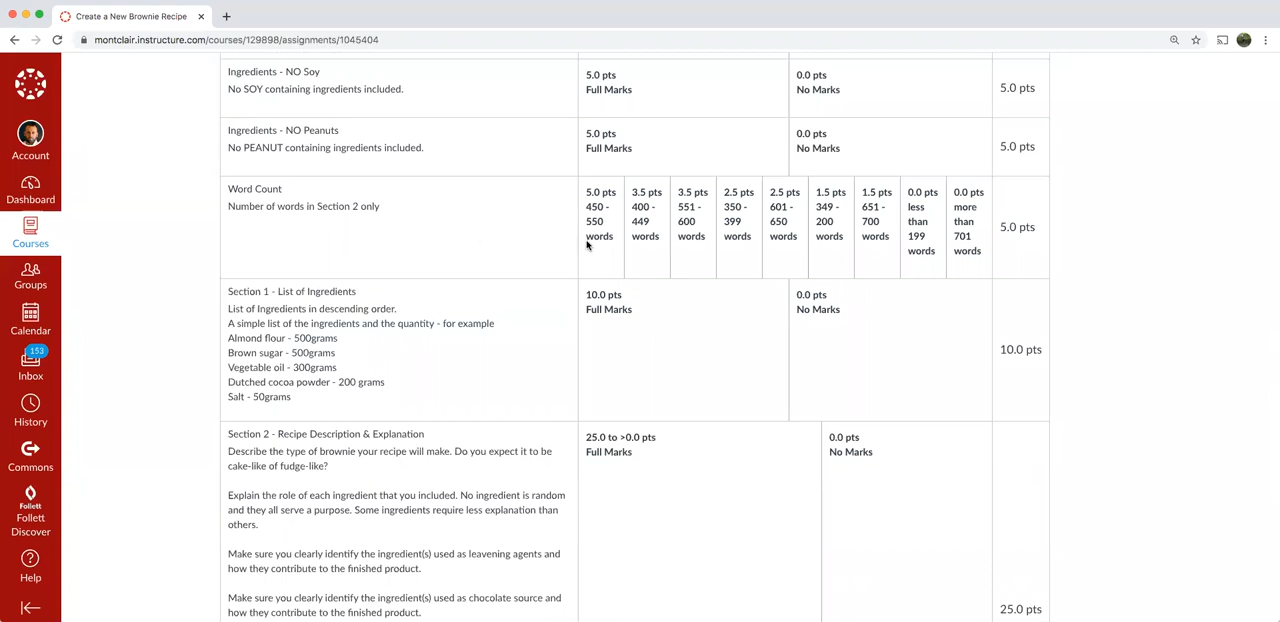 Create a New Brownie Recipe
montclair.instructure.com/courses/129898/assignments/1045404
Account
Dashboard
Courses
Groups
Calendar
153
Inbox
History
Commons
Follett
Follett
Discover
Help
Ingredients - NO Soy
No SOY containing ingredients included.
5.0 pts
Full Marks
0.0 pts
No Marks
5.0 pts
Ingredients - NO Peanuts
No PEANUT containing ingredients included.
5.0 pts
Full Marks
0.0 pts
No Marks
5.0 pts
Word Count
Number of words in Section 2 only
5.0 pts
450 -
550
words
3.5 pts
400 -
449
words
3.5 pts
551 -
600
words
2.5 pts
350 -
399
words
2.5 pts
601 -
650
words
1.5 pts
349 -
200
words
1.5 pts
651 -
700
words
0.0 pts
less
than
199
words
0.0 pts
more
than
701
words
5.0 pts
Section 1 - List of Ingredients
List of Ingredients in descending order.
A simple list of the ingredients and the quantity - for example
Almond flour - 500grams
Brown sugar - 500grams
Vegetable oil - 300grams
Dutched cocoa powder - 200 grams
Salt - 50grams
10.0 pts
Full Marks
0.0 pts
No Marks
10.0 pts
Section 2 - Recipe Description & Explanation
Describe the type of brownie your recipe will make. Do you expect it to be
cake-like of fudge-like?
Explain the role of each ingredient that you included. No ingredient is random
and they all serve a purpose. Some ingredients require less explanation than
others.
Make sure you clearly identify the ingredient(s) used as leavening agents and
how they contribute to the finished product.
Make sure you clearly identify the ingredient(s) used as chocolate source and
how they contribute to the finished product.
25.0 to >0.0 pts
Full Marks
0.0 pts
No Marks
25.0 pts